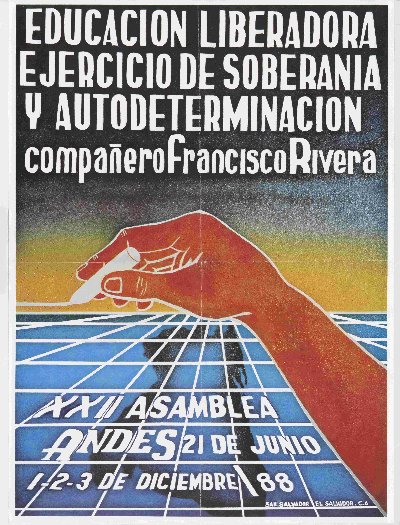 EDUCACION LIBERADORA
EJERCICIO DE SOBERANIA
Y AUTODETERMINACION
compañero Francisco Rivera
XXII ASAMBLEA
ANDES 21 DE JUNIO
1-2-3 DE DICIEMBRE/88
SAN SALVADOR, EL SALVADOR, C.A